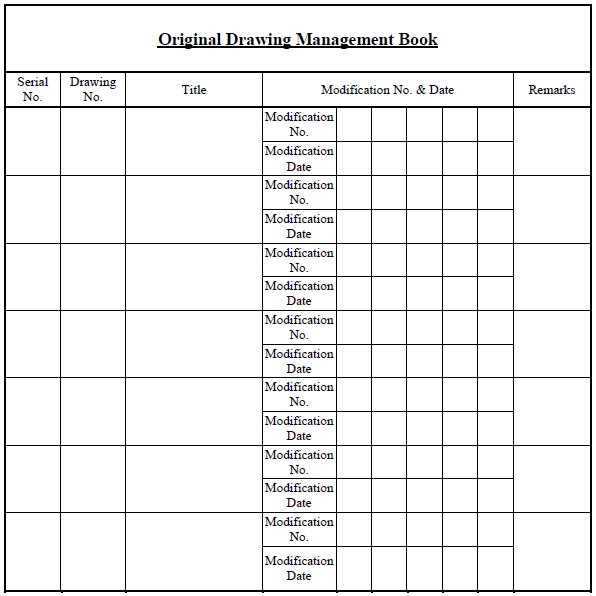 Original Drawing Management Book
Serial No.
Drawing No.
Title
Modification No. & Date
Remarks
Modification
No.
Modification
Date
Modification
No.
Modification
Date
Modification
No.
Modification
Date
Modification
No.
Modification
Date
Modification
No.
Modification
Date
Modification
No.
Modification
Date
Modification
No.
Modification
Date